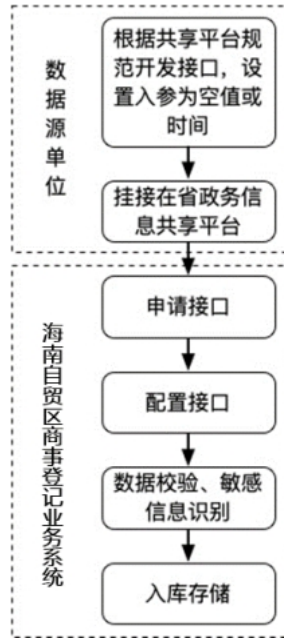 数据源单位
根据共享平台规
范开发接口，设
置入参为空值或
时间
挂接在省政务信
息共享平台
海南自贸区商事登记业务系统
申请接口
配置接口
数据校验、敏感
信息识别
入库存储